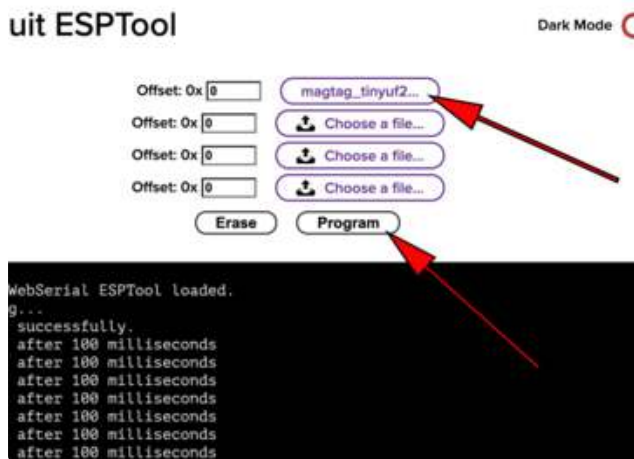 uit ESPTool
Dark Mode
Offset: 0x 0 magtag_tinyuf2...
Offset: 0x 0 Choose a file...
Offset: 0x 0 Choose a file...
Offset: 0x 0 Choose a file...
Erase Program
WebSerial ESPTool loaded.
g...
successfully.
after 100 milliseconds
after 100 milliseconds
after 100 milliseconds
after 100 milliseconds
after 100 milliseconds
after 100 milliseconds
after 100 milliseconds